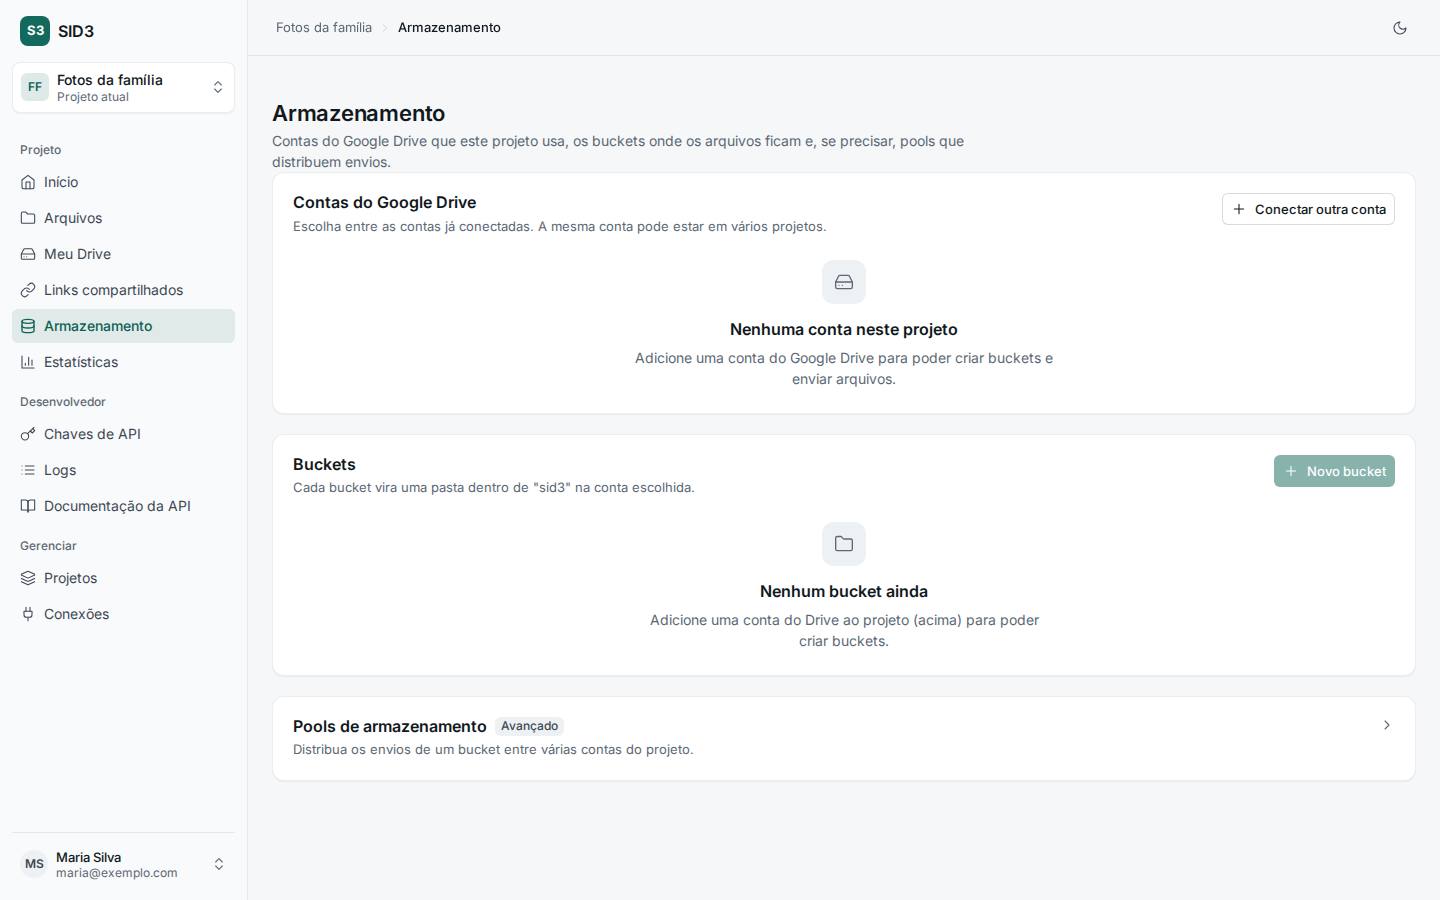 S3 SID3
FF Fotos da família
Projeto atual
Projeto
Início
Arquivos
Meu Drive
Links compartilhados
Armazenamento
Estatísticas
Desenvolvedor
Chaves de API
Logs
Documentação da API
Gerenciar
Projetos
Conexões
MS Maria Silva
maria@exemplo.com
Fotos da família Armazenamento
Armazenamento
Contas do Google Drive que este projeto usa, os buckets onde os arquivos ficam e, se precisar, pools que
distribuem envios.
Contas do Google Drive
Escolha entre as contas já conectadas. A mesma conta pode estar em vários projetos.
Conectar outra conta
Nenhuma conta neste projeto
Adicione uma conta do Google Drive para poder criar buckets e
enviar arquivos.
Buckets
Cada bucket vira uma pasta dentro de "sid3" na conta escolhida.
Novo bucket
Nenhum bucket ainda
Adicione uma conta do Drive ao projeto (acima) para poder
criar buckets.
Pools de armazenamento Avançado
Distribua os envios de um bucket entre várias contas do projeto.